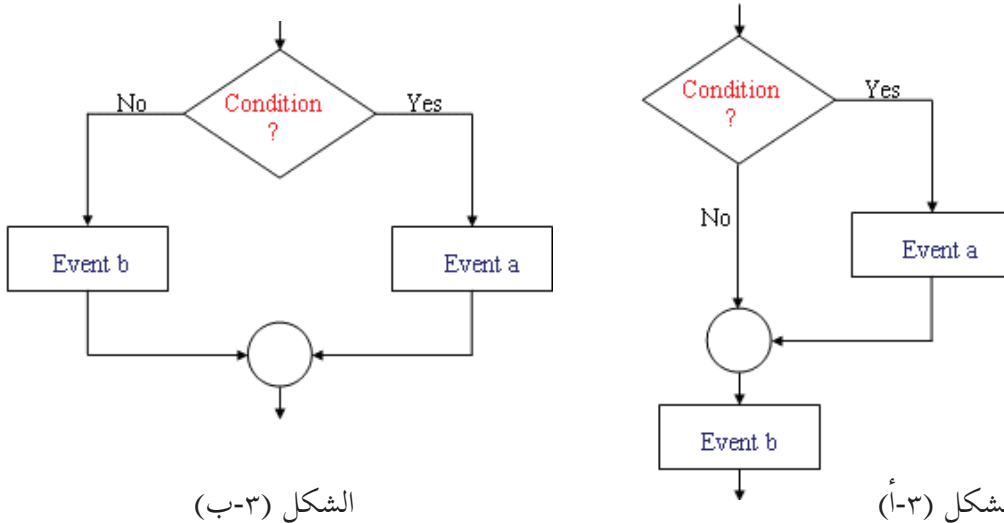 Condition
?
No
Yes
Event b
Event a
الشكل (٣-ب)
Condition
?
Yes
No
Event a
Event b
شكل (٣-أ)